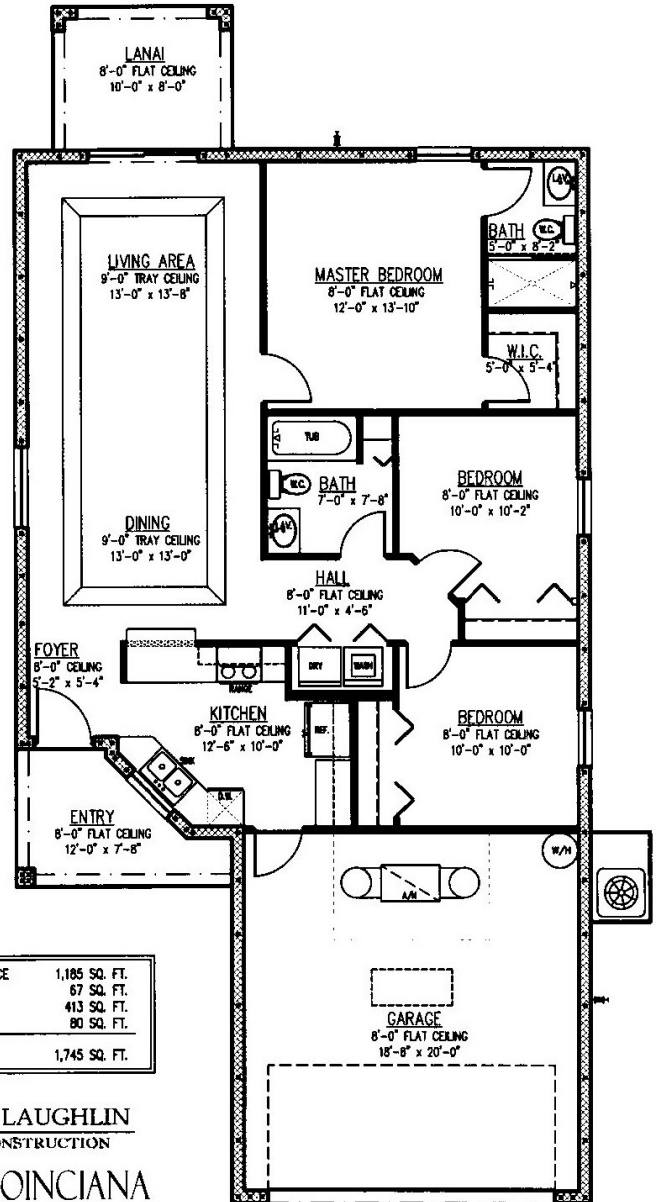 LANAI
8'-0" FLAT CEILING
10'-0" x 8'-0"
LIVING AREA
9'-0" TRAY CEILING
13'-0" x 13'-8"
MASTER BEDROOM
8'-0" FLAT CEILING
12'-0" x 13'-10"
LAV.
BATH
W.C.
5'-0" x 8'-2"
W.I.C.
5'-0" x 5'-4"
TUB
W.C.
BATH
7'-0" x 7'-8"
LAV.
BEDROOM
8'-0" FLAT CEILING
10'-0" x 10'-2"
DINING
9'-0" TRAY CEILING
13'-0" x 13'-0"
HALL
8'-0" FLAT CEILING
11'-0" x 4'-6"
FOYER
8'-0" CEILING
5'-2" x 5'-4"
RANGE
DRY
WASH
KITCHEN
8'-0" FLAT CEILING
12'-6" x 10'-0"
REF.
BEDROOM
8'-0" FLAT CEILING
10'-0" x 10'-0"
SINK
D.W.
ENTRY
8'-0" FLAT CEILING
12'-0" x 7'-8"
W/H
A/H
GARAGE
8'-0" FLAT CEILING
18'-8" x 20'-0"
CE 1,185 SQ. FT.
67 SQ. FT.
413 SQ. FT.
80 SQ. FT.
1,745 SQ. FT.
LAUGHLIN
ONSTRUCTION
OINCIANA